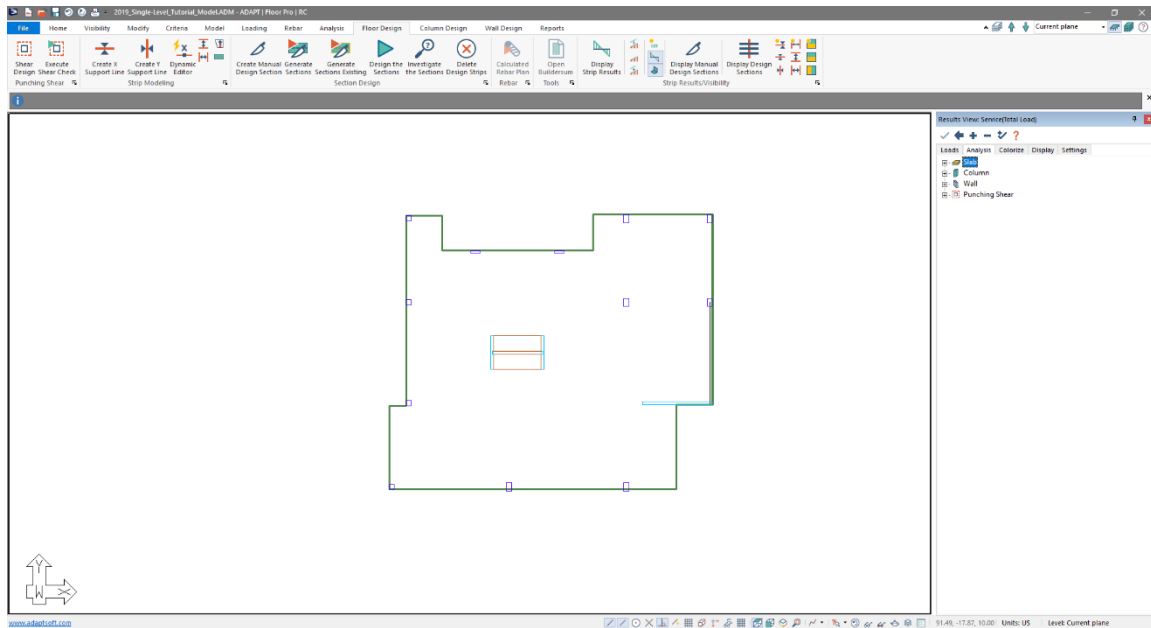 2019_Single-Level_Tutorial_Model.ADM - ADAPT | Floor Pro | RC
File Home Visibility Modify Criteria Model Loading Rebar Analysis Floor Design Column Design Wall Design Reports Current plane
Shear Execute Create X Create Y Dynamic Create Manual Generate Generate Design the Investigate Delete Calculated Open Display Display Manual Display Design
Design Shear Check Support Line Support Line Editor Design Section Sections Sections Existing Sections the Sections Design Strips Rebar Plan Buildersum Strip Results Design Sections Sections
Punching Shear Strip Modeling Section Design Rebar Tools Strip Results/Visibility
Results View: Service(Total Load)
Loads Analysis Colorize Display Settings
Slab
Column
Wall
Punching Shear
Y
W X
www.adaptsoft.com 91.49, -17.87, 10.00 Units: US Level: Current plane